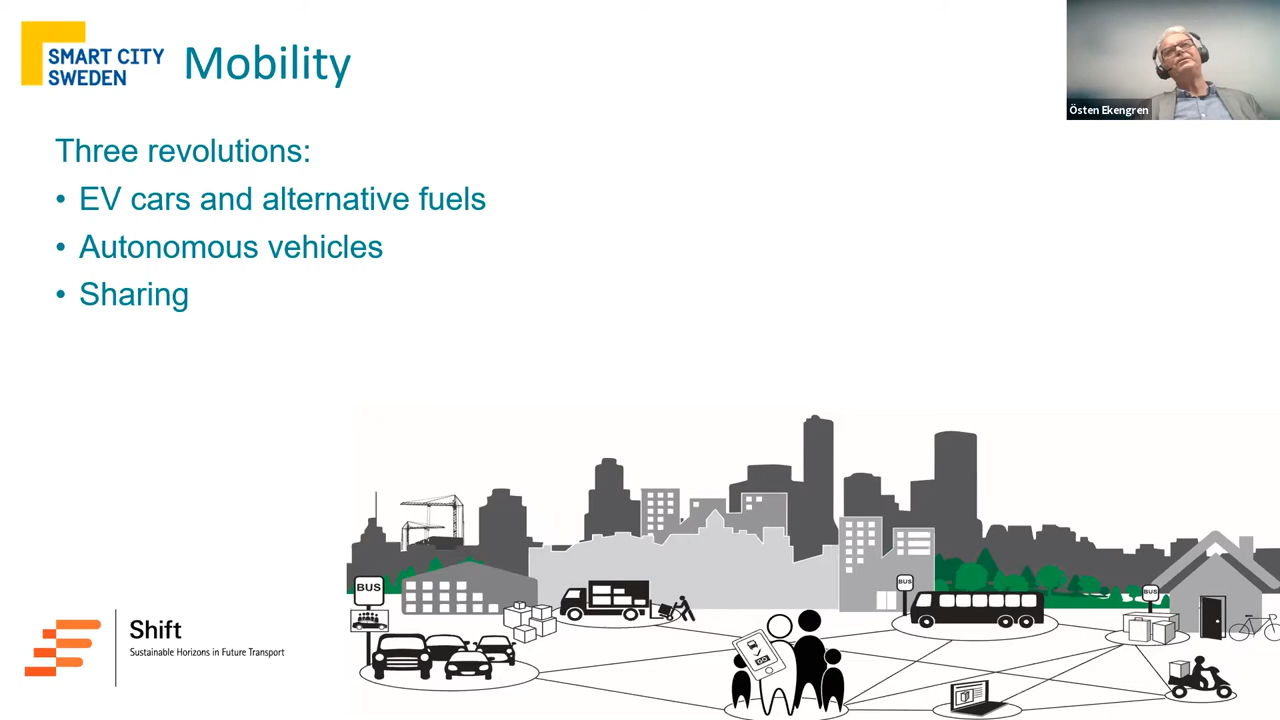 SMART CITY
SWEDEN
Mobility
Östen Ekengren
Three revolutions:
• EV cars and alternative fuels
• Autonomous vehicles
• Sharing
BUS
BUS
BUS
GO
Shift
Sustainable Horizons in Future Transport